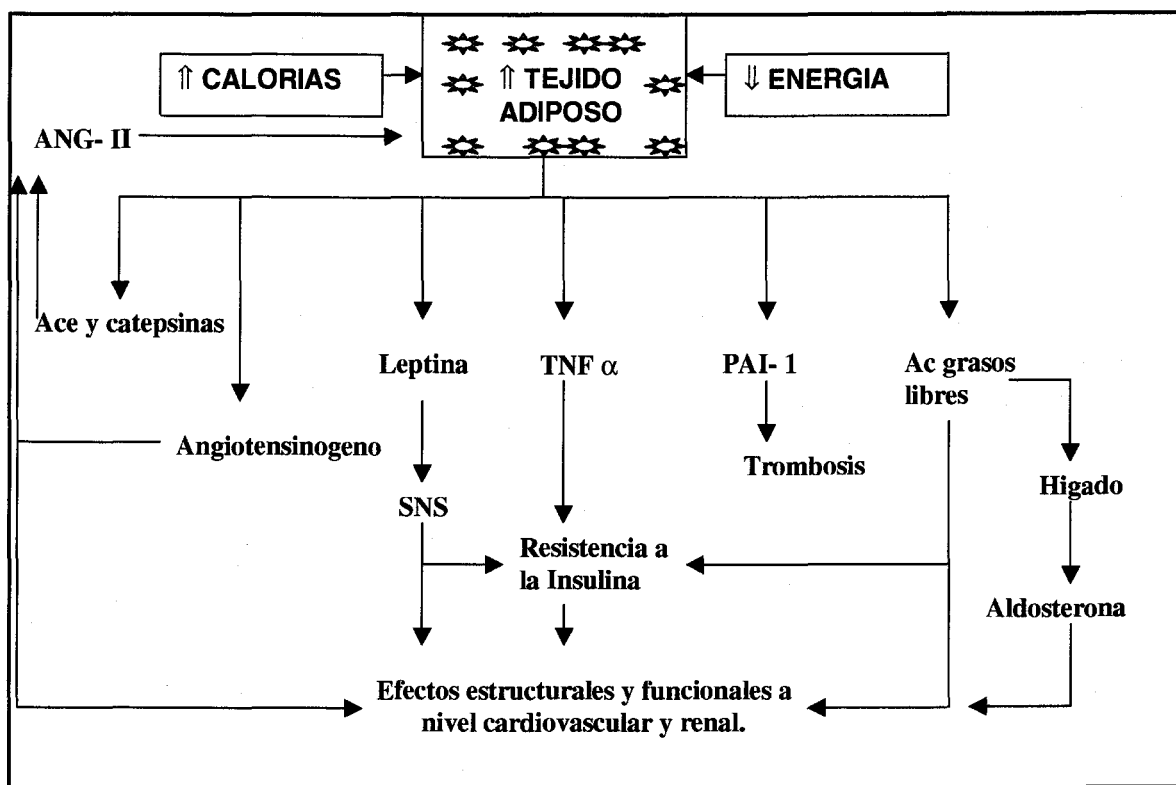 ⇑ CALORIAS
⇑ TEJIDO
ADIPOSO
⇓ ENERGIA
ANG- II
Ace y catepsinas
Leptina
TNF α
PAI- 1
Ac grasos
libres
Angiotensinogeno
Trombosis
Higado
SNS
Resistencia a
la Insulina
Aldosterona
Efectos estructurales y funcionales a
nivel cardiovascular y renal.